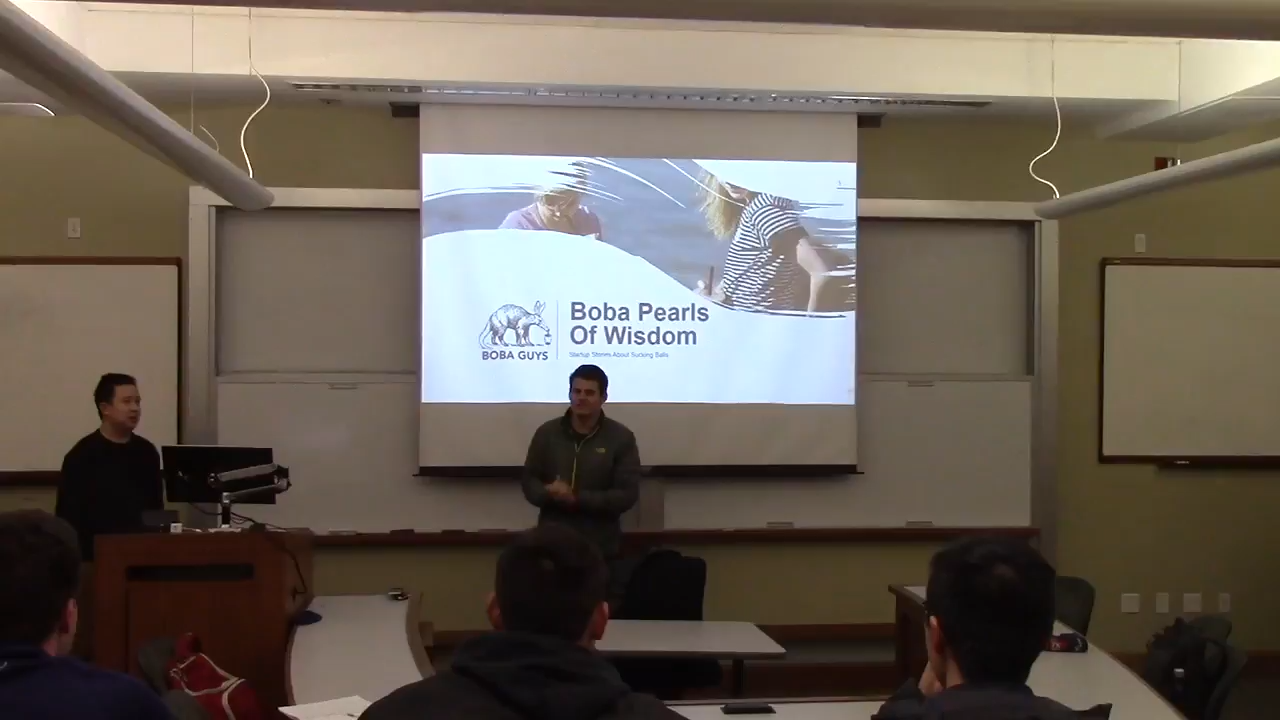 Boba Pearls
Of Wisdom
BOBA GUYS
Startup Stories About Sucking Balls